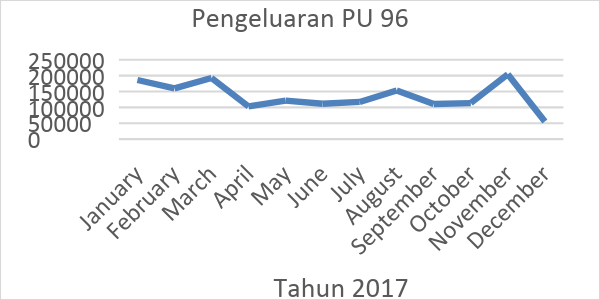 Pengeluaran PU 96
250000
200000
150000
100000
50000
0
January
February
March
April
May
June
July
August
September
October
November
December
Tahun 2017